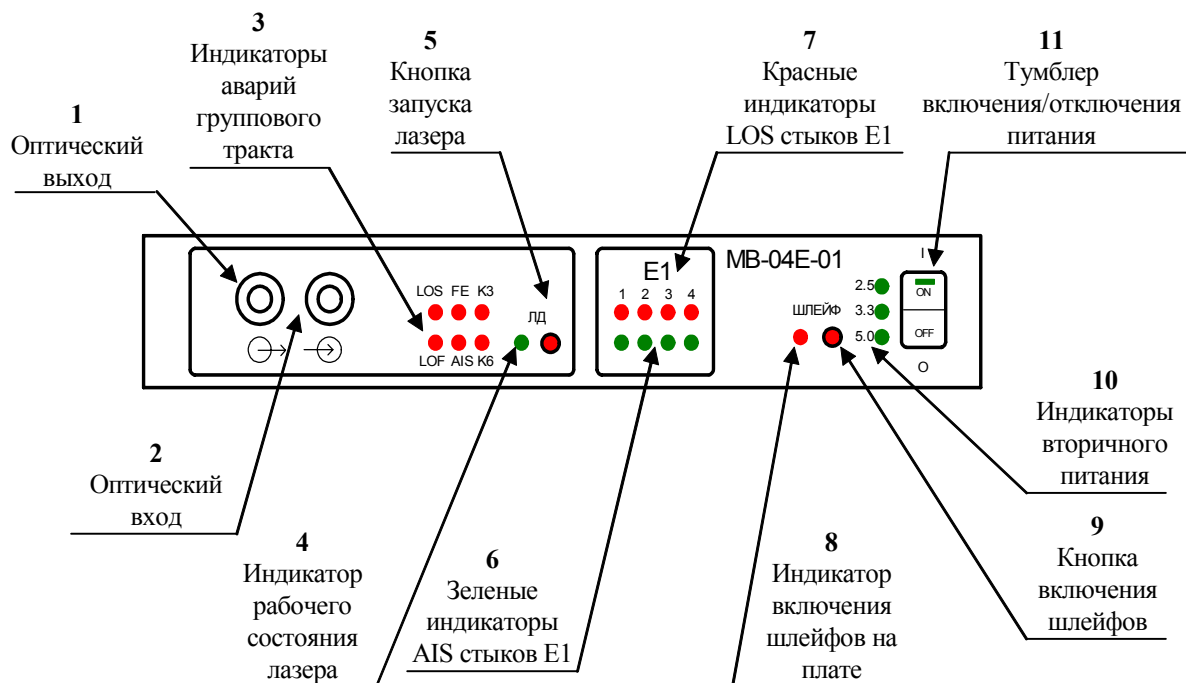 1
Оптический
выход
3
Индикаторы
аварий
группового
тракта
5
Кнопка
запуска
лазера
7
Красные
индикаторы
LOS стыков E1
11
Тумблер
включения/отключения
питания
LOS FE K3
LOF AIS K6
ЛД
E1
1 2 3 4
МВ-04Е-01
ШЛЕЙФ
2.5
3.3
5.0
I
ON
OFF
O
2
Оптический
вход
4
Индикатор
рабочего
состояния
лазера
6
Зеленые
индикаторы
AIS стыков E1
8
Индикатор
включения
шлейфов на
плате
10
Индикаторы
вторичного
питания
9
Кнопка
включения
шлейфов